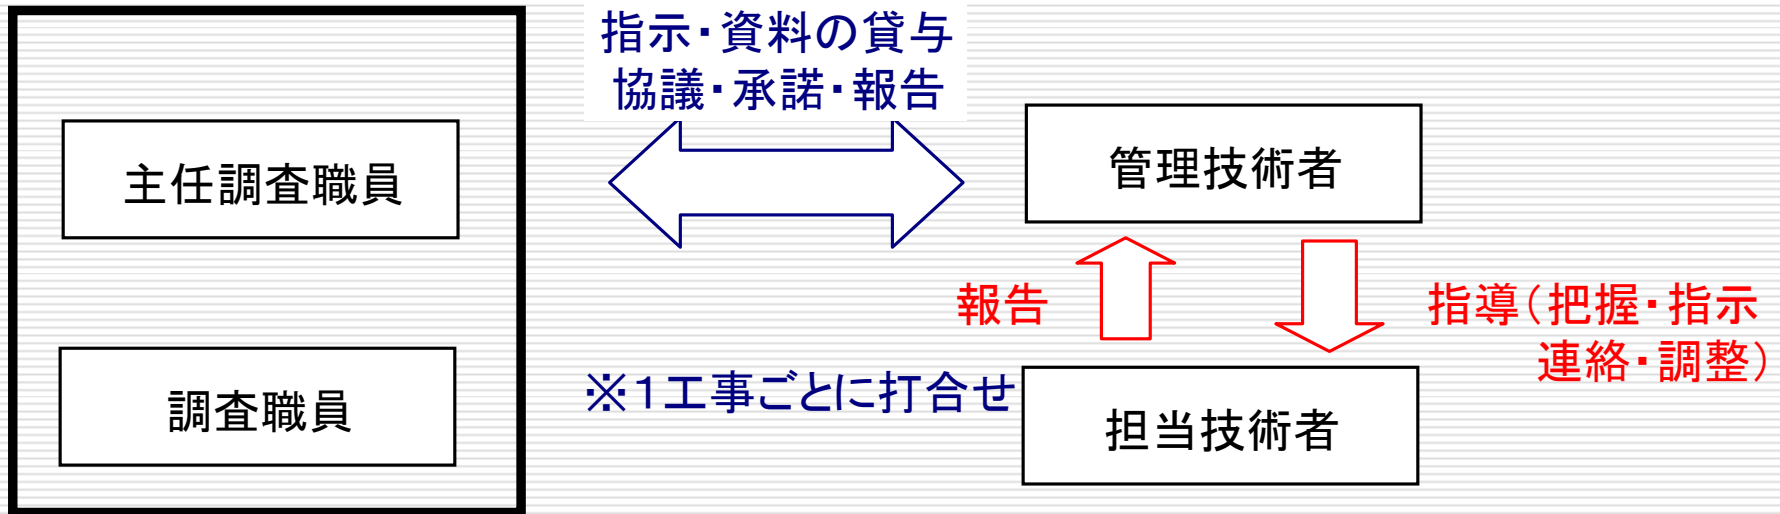 指示・資料の貸与
協議・承諾・報告
主任調査職員
管理技術者
報告
指導(把握・指示
連絡・調整)
※1工事ごとに打合せ
調査職員
担当技術者